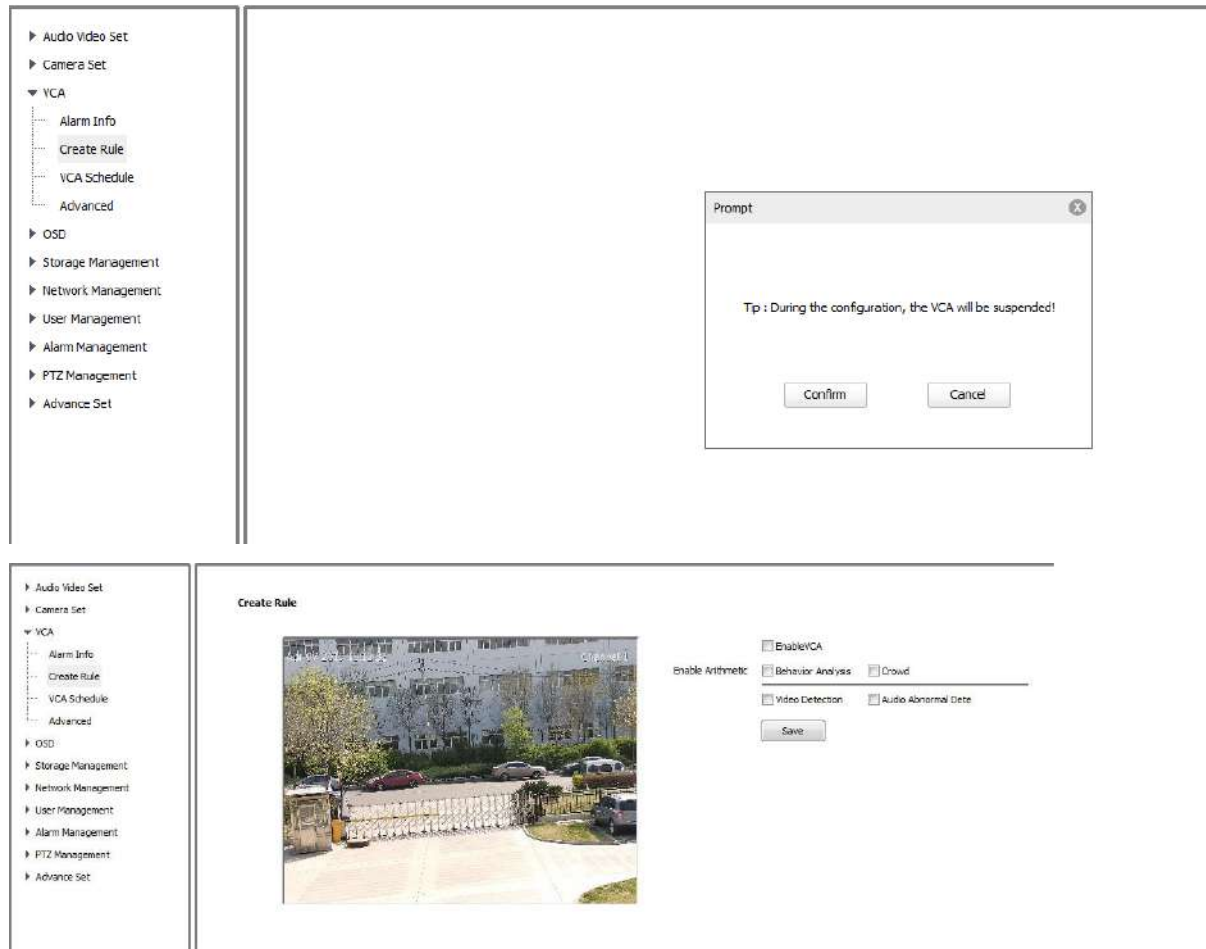 Audio Video Set
Camera Set
VCA
Alarm Info
Create Rule
VCA Schedule
Advanced
OSD
Storage Management
Network Management
User Management
Alarm Management
PTZ Management
Advance Set
Prompt
Tip : During the configuration, the VCA will be suspended!
Confirm Cancel
Audio Video Set
Camera Set
VCA
Alarm Info
Create Rule
VCA Schedule
Advanced
OSD
Storage Management
Network Management
User Management
Alarm Management
PTZ Management
Advance Set
Create Rule
Channel 1
EnableVCA
Enable Arithmetic Behavior Analysis Crowd
Video Detection Audio Abnormal Dete
Save